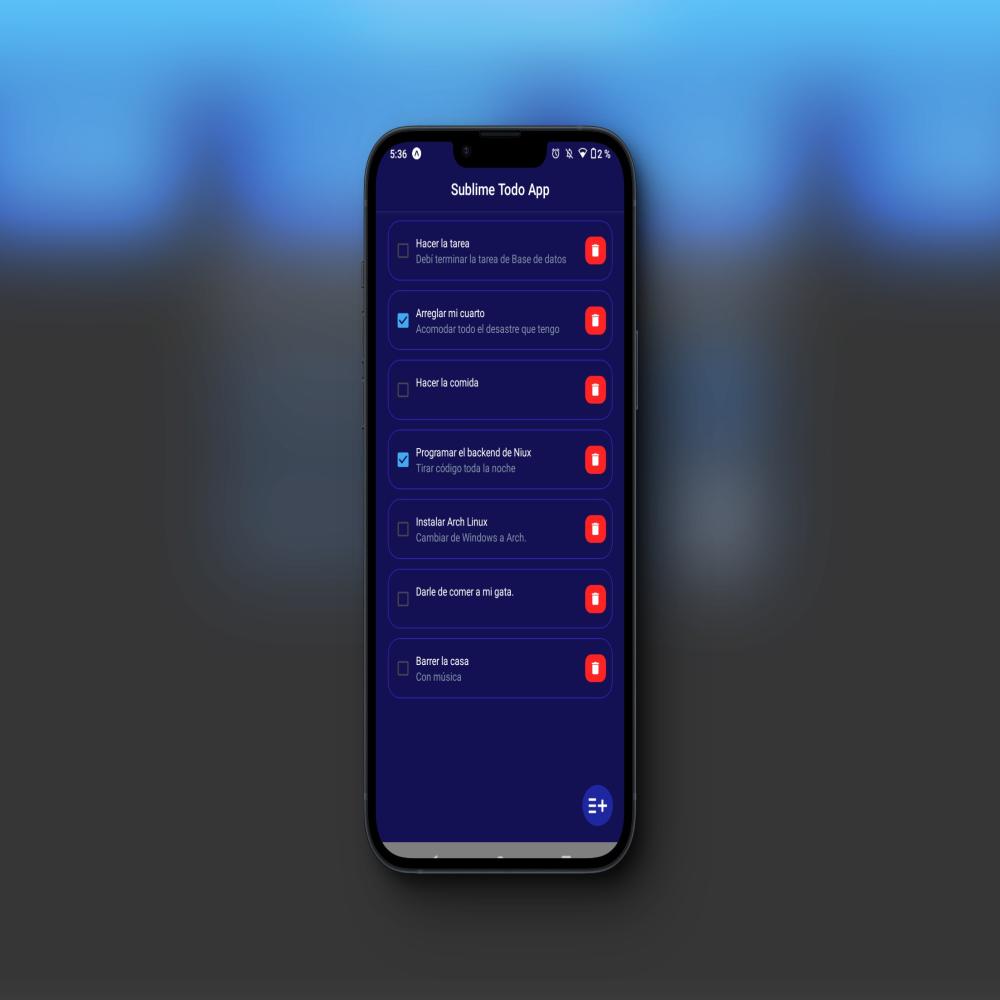 5:36
2 %
Sublime Todo App
Hacer la tarea
Debí terminar la tarea de Base de datos
Arreglar mi cuarto
Acomodar todo el desastre que tengo
Hacer la comida
Programar el backend de Niux
Tirar código toda la noche
Instalar Arch Linux
Cambiar de Windows a Arch.
Darle de comer a mi gata.
Barrer la casa
Con música